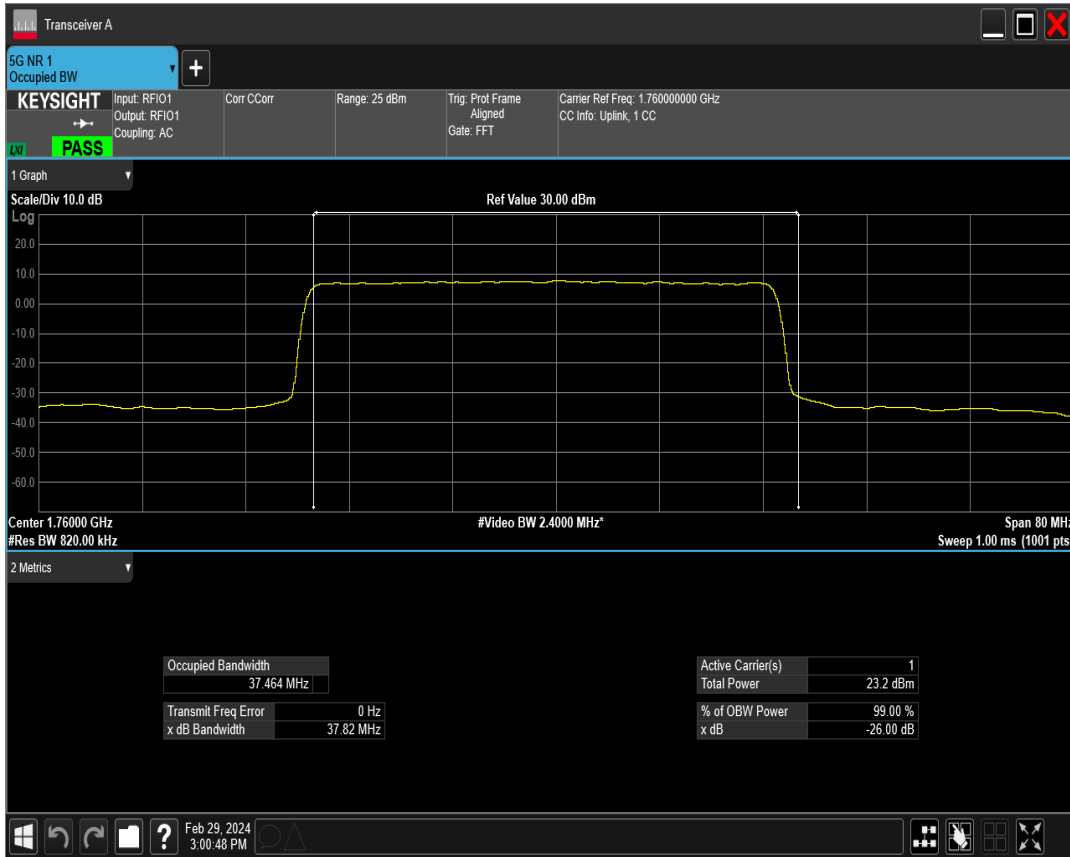 Transceiver A
5G NR 1
Occupied BW
+
KEYSIGHT
LXI
PASS
Input: RFIO1
Output: RFIO1
Coupling: AC
Corr CCorr
Range: 25 dBm
Trig: Prot Frame
Aligned
Gate: FFT
Carrier Ref Freq: 1.760000000 GHz
CC Info: Uplink, 1 CC
1 Graph
Scale/Div 10.0 dB
Ref Value 30.00 dBm
Log
20.0
10.0
0.00
-10.0
-20.0
-30.0
-40.0
-50.0
-60.0
Center 1.76000 GHz
#Video BW 2.4000 MHz*
Span 80 MHz
#Res BW 820.00 kHz
Sweep 1.00 ms (1001 pts
2 Metrics
Occupied Bandwidth
37.464 MHz
Transmit Freq Error 0 Hz
x dB Bandwidth 37.82 MHz
Active Carrier(s) 1
Total Power 23.2 dBm
% of OBW Power 99.00 %
x dB -26.00 dB
?
Feb 29, 2024
3:00:48 PM